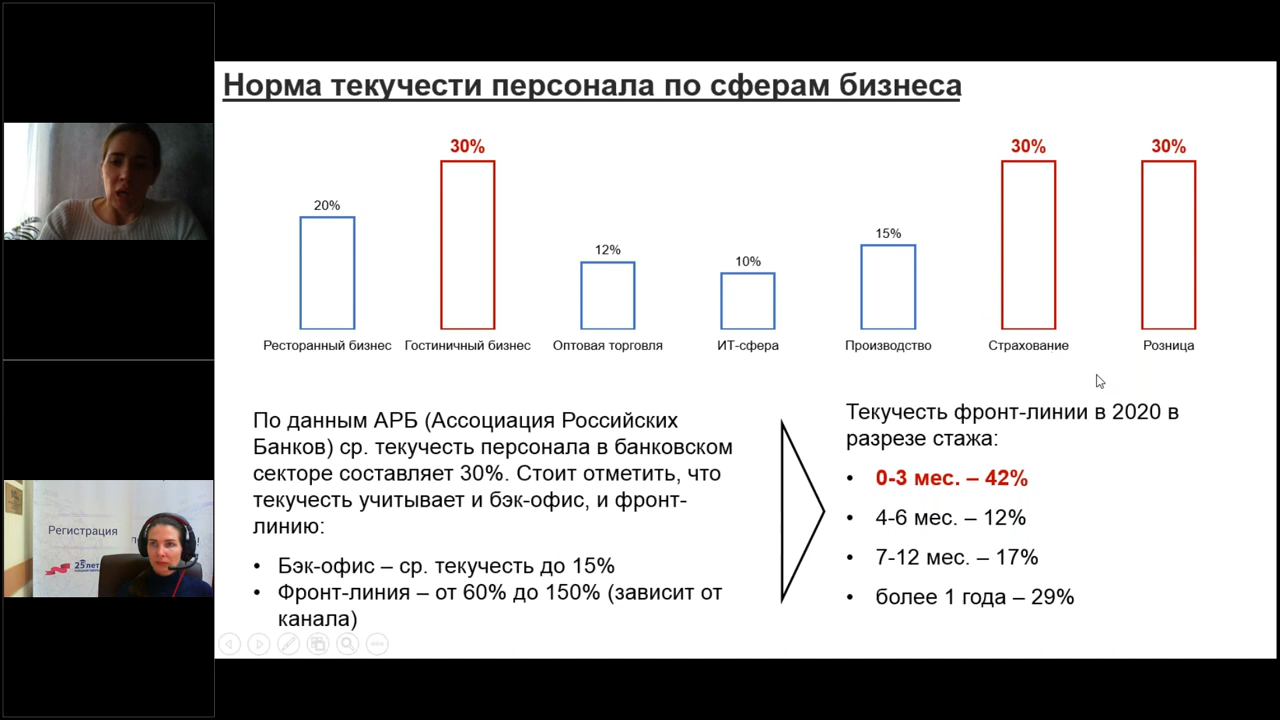 Норма текучести персонала по сферам бизнеса
30%
30%
30%
20%
15%
12%
10%
Ресторанный бизнес
Гостиничный бизнес
Оптовая торговля
ИТ-сфера
Производство
Страхование
Розница
По данным АРБ (Ассоциация Российских
Банков) ср. текучесть персонала в банковском
секторе составляет 30%. Стоит отметить, что
текучесть учитывает и бэк-офис, и фронт-
линию:
• Бэк-офис – ср. текучесть до 15%
• Фронт-линия – от 60% до 150% (зависит от
канала)
Текучесть фронт-линии в 2020 в
разрезе стажа:
• 0-3 мес. – 42%
• 4-6 мес. – 12%
• 7-12 мес. – 17%
• более 1 года – 29%
Регистрация
25 лет